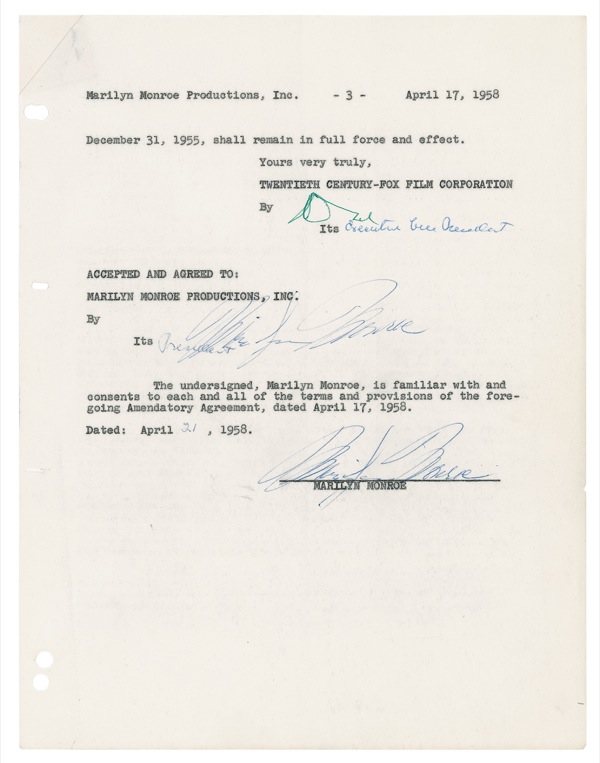 Marilyn Monroe Productions, Inc. - 3 - April 17, 1958
December 31, 1955, shall remain in full force and effect.
Yours very truly,
TWENTIETH CENTURY-FOX FILM CORPORATION
By
Its Executive Vice President
ACCEPTED AND AGREED TO:
MARILYN MONROE PRODUCTIONS, INC.
By Marilyn Monroe
Its President
The undersigned, Marilyn Monroe, is familiar with and
consents to each and all of the terms and provisions of the fore-
going Amendatory Agreement, dated April 17, 1958.
Dated: April 21 , 1958.
Marilyn Monroe
MARILYN MONROE